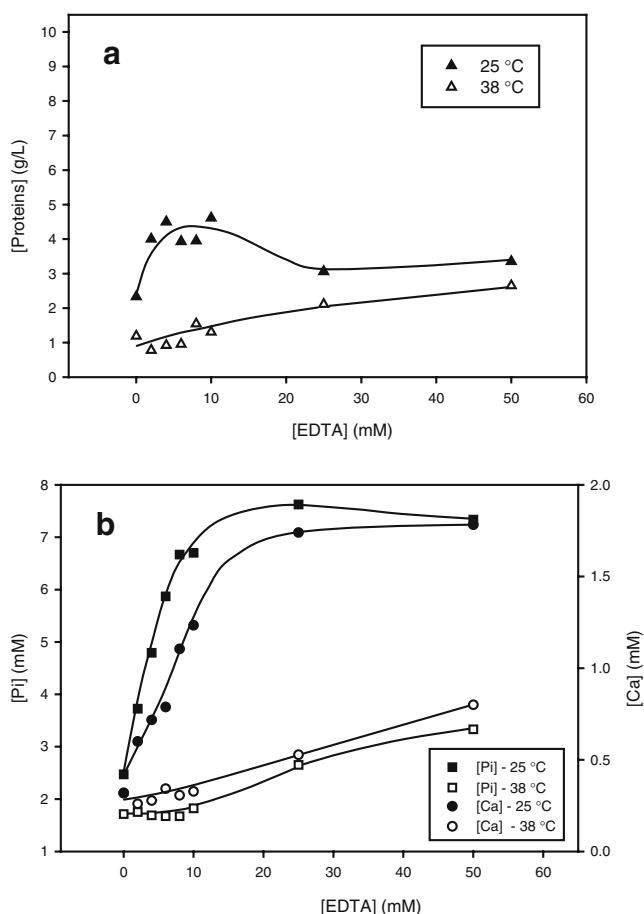 a
25 °C
38 °C
10
9
8
7
6
5
4
3
2
1
0
[Proteins] (g/L)
0 10 20 30 40 50 60
[EDTA] (mM)
b
8
7
6
5
4
3
2
1
[Pi] (mM)
2.0
1.5
1.0
0.5
0.0
[Ca] (mM)
[Pi] - 25 °C
[Pi] - 38 °C
[Ca] - 25 °C
[Ca] - 38 °C
0 10 20 30 40 50 60
[EDTA] (mM)